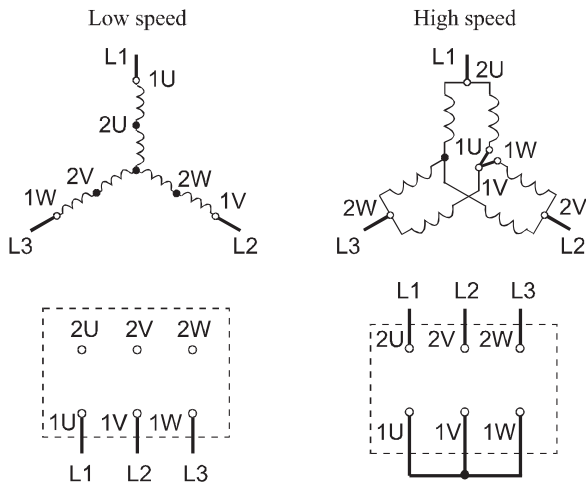 Low speed
High speed
L1
1U
2U
2V
2W
1W
1V
L3
L2
L1
2U
1U
1W
1V
2W
2V
L3
L2
2U 2V 2W
1U 1V 1W
L1 L2 L3
L1 L2 L3
2U 2V 2W
1U 1V 1W